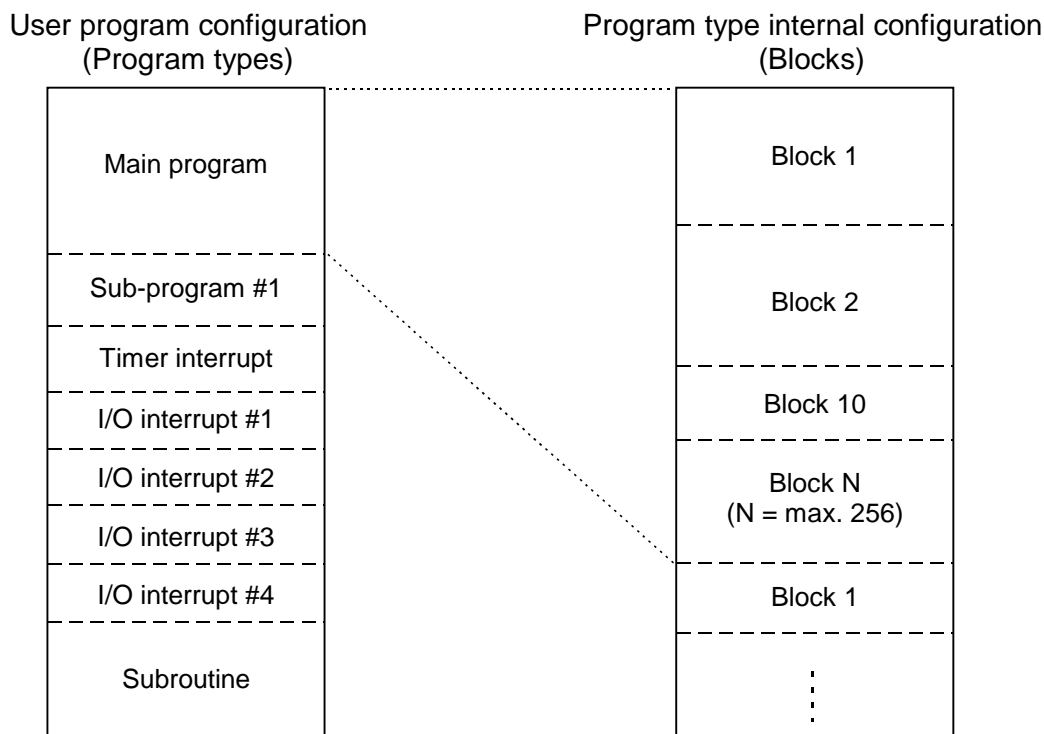 User program configuration
(Program types)
Main program
Sub-program #1
Timer interrupt
I/O interrupt #1
I/O interrupt #2
I/O interrupt #3
I/O interrupt #4
Subroutine
Program type internal configuration
(Blocks)
Block 1
Block 2
Block 10
Block N
(N = max. 256)
Block 1